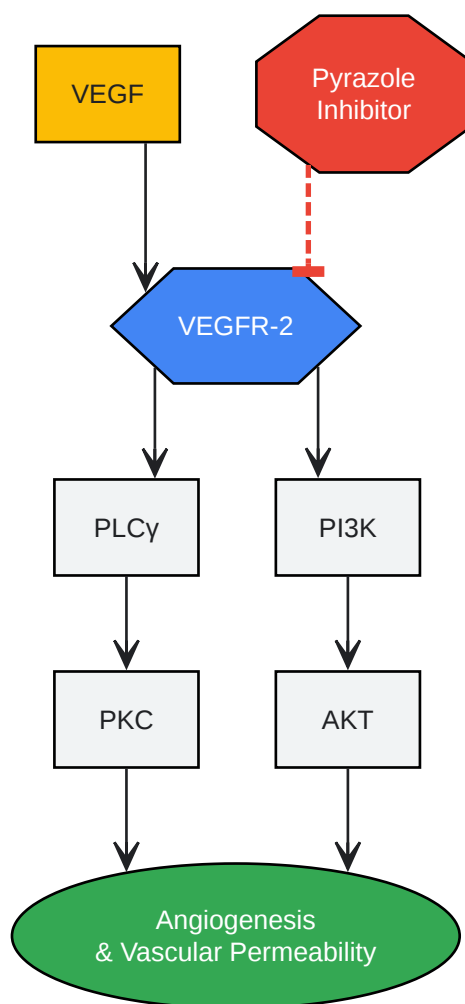 VEGF
Pyrazole
Inhibitor
VEGFR-2
PLCγ
PI3K
PKC
AKT
Angiogenesis
& Vascular Permeability